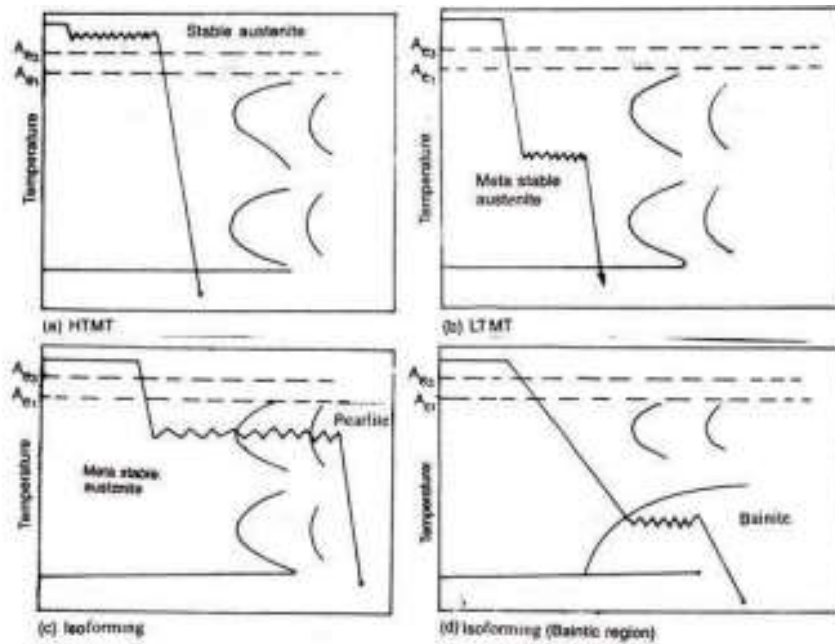 Stable austenite
Ae₃
Ae₁
Temperature
(a) HTMT
Ae₃
Ae₁
Temperature
Meta stable
austenite
(b) LTMT
Ae₃
Ae₁
Pearlite
Temperature
Meta stable
austenite
(c) Isoforming
Ae₃
Ae₁
Temperature
Bainite
(d) Isoforming (Baintic region)